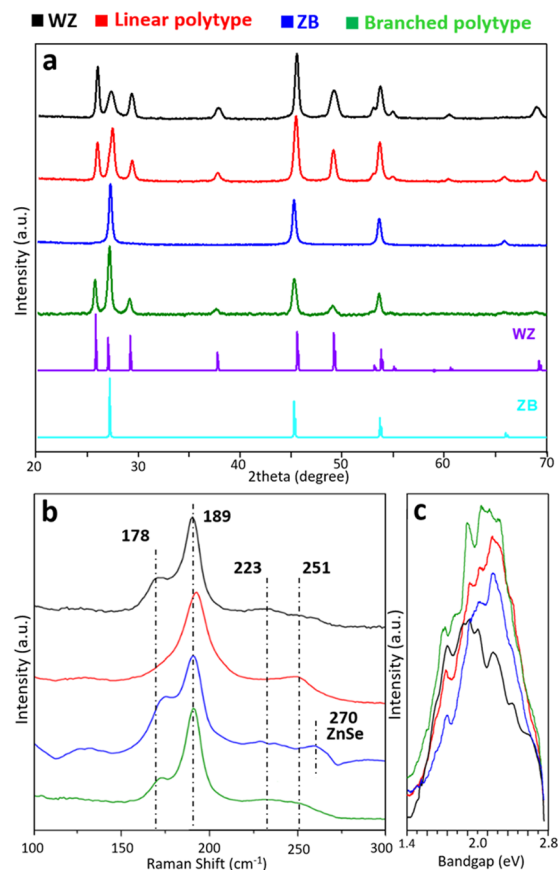 WZ Linear polytype ZB Branched polytype
a
Intensity (a.u.)
WZ
ZB
20 30 40 50 60 70
2theta (degree)
b
178
189
223
251
270
ZnSe
Intensity (a.u.)
100 150 200 250 300
Raman Shift (cm-1)
c
Intensity (a.u.)
1.4 2.0 2.8
Bandgap (eV)